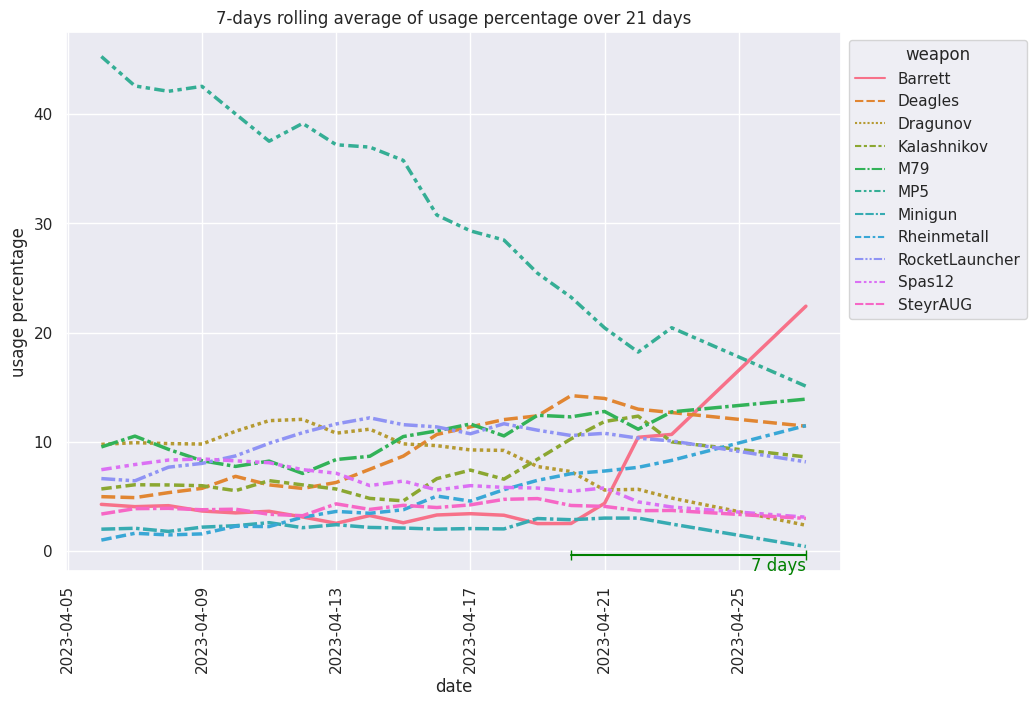 7-days rolling average of usage percentage over 21 days
usage percentage
40
30
20
10
0
2023-04-05
2023-04-09
2023-04-13
2023-04-17
2023-04-21
2023-04-25
date
7 days
weapon
Barrett
Deagles
Dragunov
Kalashnikov
M79
MP5
Minigun
Rheinmetall
RocketLauncher
Spas12
SteyrAUG